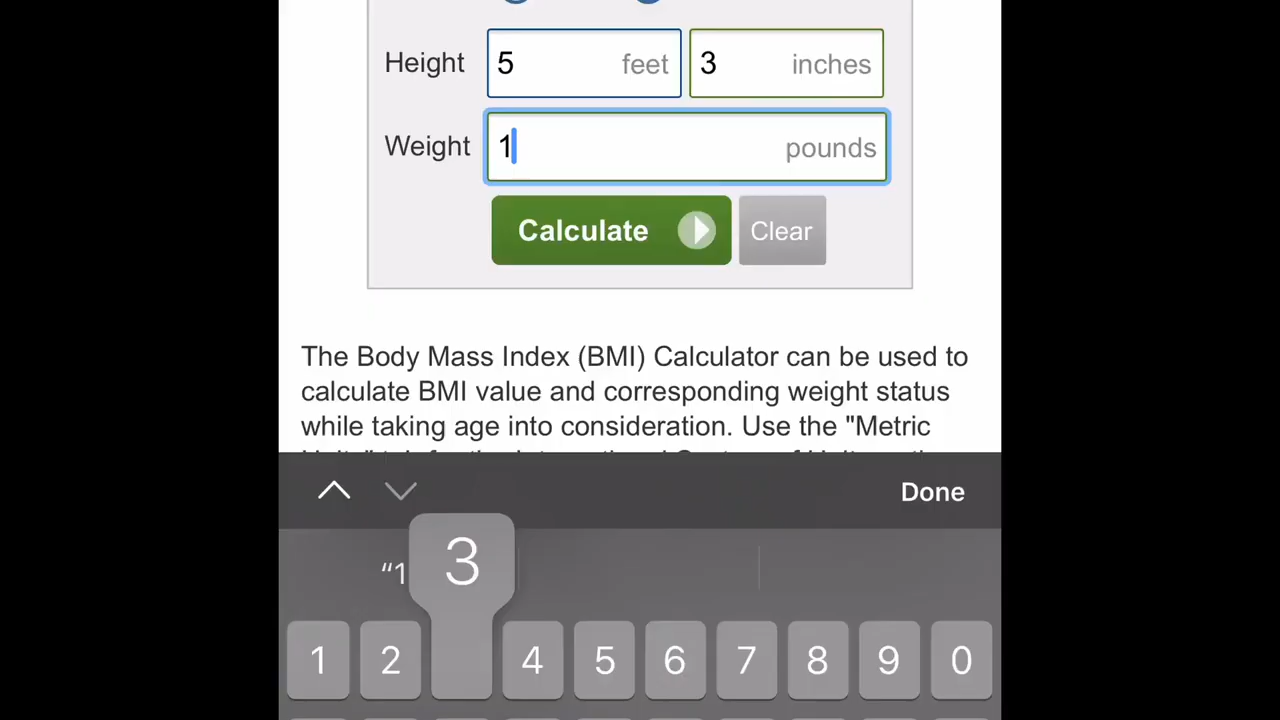 Height 5 feet 3 inches
Weight 1 pounds
Calculate Clear
The Body Mass Index (BMI) Calculator can be used to
calculate BMI value and corresponding weight status
while taking age into consideration. Use the "Metric
Done
“1
3
1 2 4 5 6 7 8 9 0